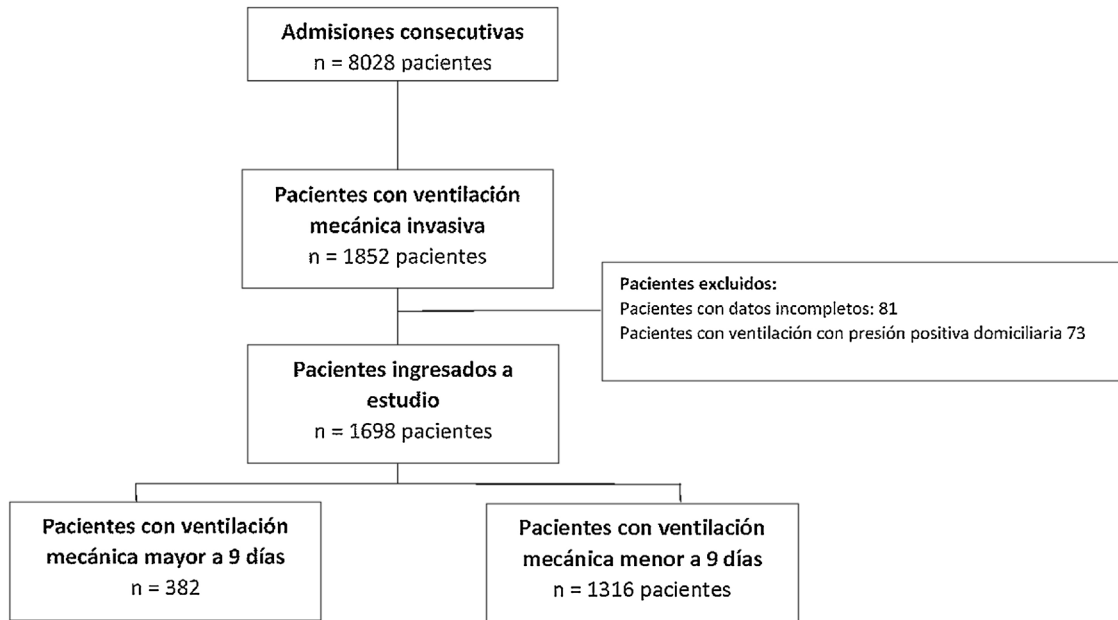 Admisiones consecutivas
n = 8028 pacientes
Pacientes con ventilación
mecánica invasiva
n = 1852 pacientes
Pacientes excluidos:
Pacientes con datos incompletos: 81
Pacientes con ventilación con presión positiva domiciliaria 73
Pacientes ingresados a
estudio
n = 1698 pacientes
Pacientes con ventilación
mecánica mayor a 9 días
n = 382
Pacientes con ventilación
mecánica menor a 9 días
n = 1316 pacientes